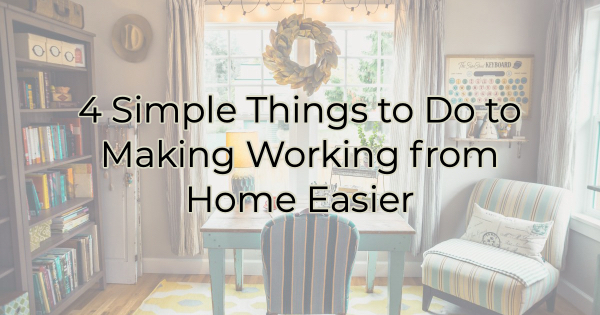 4 Simple Things to Do to
Making Working from
Home Easier